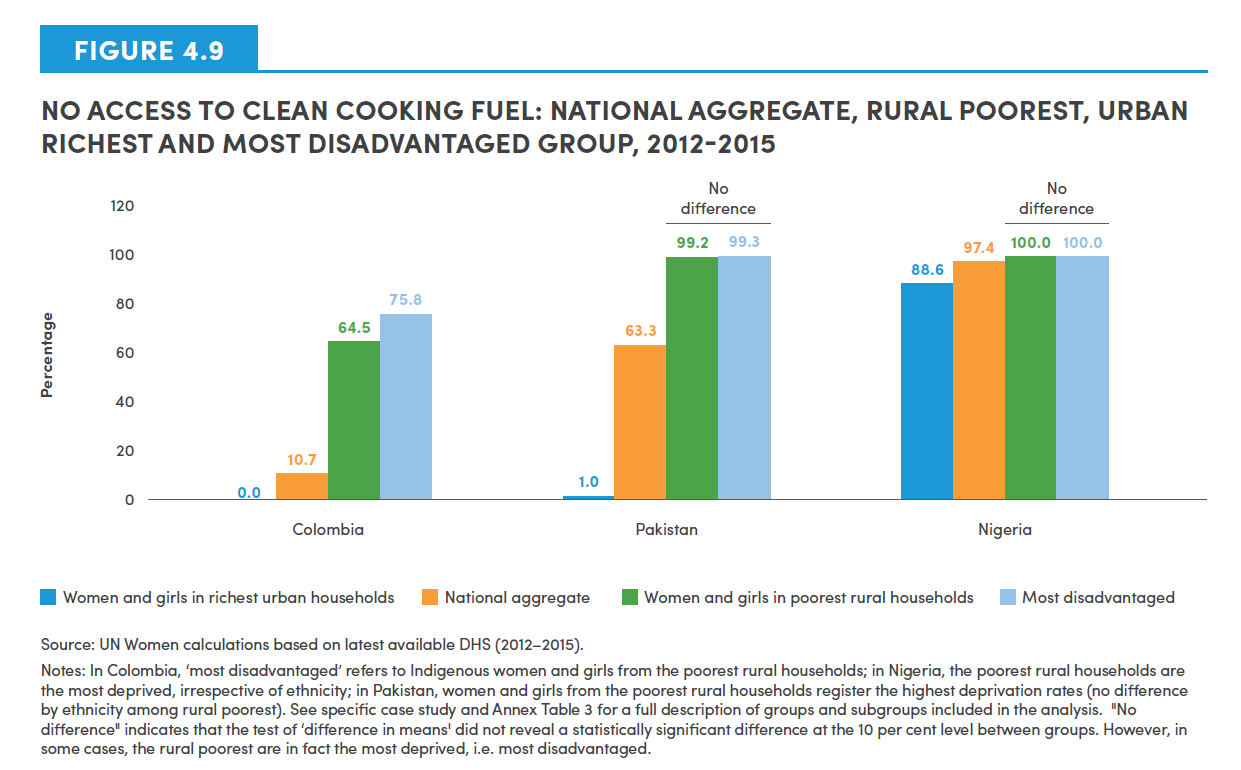 FIGURE 4.9
NO ACCESS TO CLEAN COOKING FUEL: NATIONAL AGGREGATE, RURAL POOREST, URBAN
RICHEST AND MOST DISADVANTAGED GROUP, 2012-2015
Percentage
120
100
80
60
40
20
0
0.0
10.7
64.5
75.8
1.0
63.3
99.2
99.3
No
difference
88.6
97.4
100.0
100.0
No
difference
Colombia
Pakistan
Nigeria
Women and girls in richest urban households
National aggregate
Women and girls in poorest rural households
Most disadvantaged
Source: UN Women calculations based on latest available DHS (2012–2015).
Notes: In Colombia, ‘most disadvantaged’ refers to Indigenous women and girls from the poorest rural households; in Nigeria, the poorest rural households are
the most deprived, irrespective of ethnicity; in Pakistan, women and girls from the poorest rural households register the highest deprivation rates (no difference
by ethnicity among rural poorest). See specific case study and Annex Table 3 for a full description of groups and subgroups included in the analysis. "No
difference" indicates that the test of ‘difference in means' did not reveal a statistically significant difference at the 10 per cent level between groups. However, in
some cases, the rural poorest are in fact the most deprived, i.e. most disadvantaged.